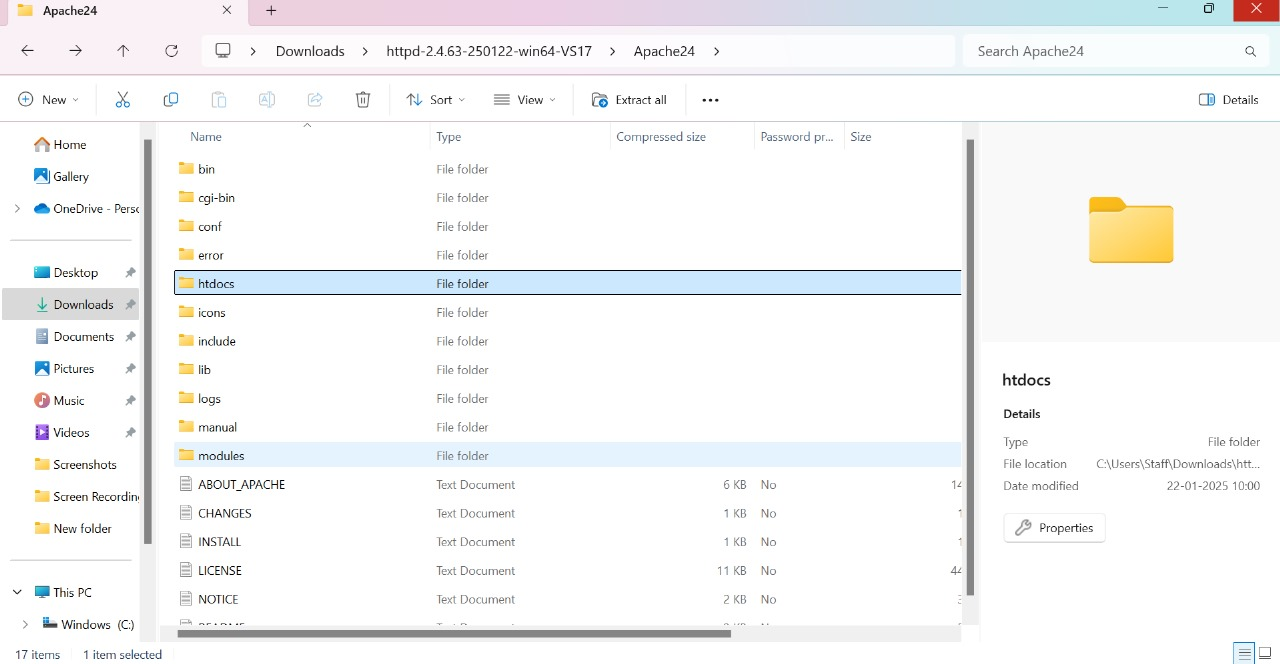 Apache24
Downloads > httpd-2.4.63-250122-win64-VS17 > Apache24 >
Search Apache24
New Sort View Extract all ... Details
Name Type Compressed size Password pr... Size
Home
Gallery
OneDrive - Perso
Desktop
Downloads
Documents
Pictures
Music
Videos
Screenshots
Screen Recording
New folder
This PC
Windows (C:)
bin File folder
cgi-bin File folder
conf File folder
error File folder
htdocs File folder
icons File folder
include File folder
lib File folder
logs File folder
manual File folder
modules File folder
ABOUT_APACHE Text Document 6 KB No 14
CHANGES Text Document 1 KB No 1
INSTALL Text Document 1 KB No 1
LICENSE Text Document 11 KB No 44
NOTICE Text Document 2 KB No
htdocs
Details
Type File folder
File location C:\Users\Staff\Downloads\htt...
Date modified 22-01-2025 10:00
Properties
17 items 1 item selected